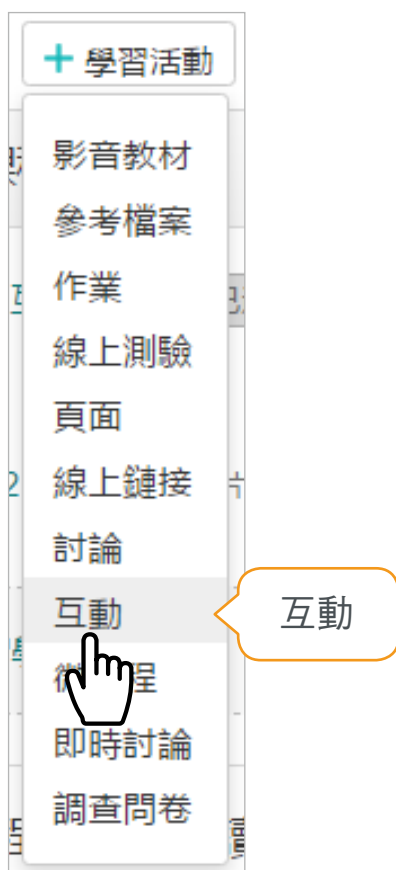 + 學習活動
影音教材
參考檔案
作業
線上測驗
頁面
線上鏈接
討論
互動
互動
微 程
即時討論
調查問卷